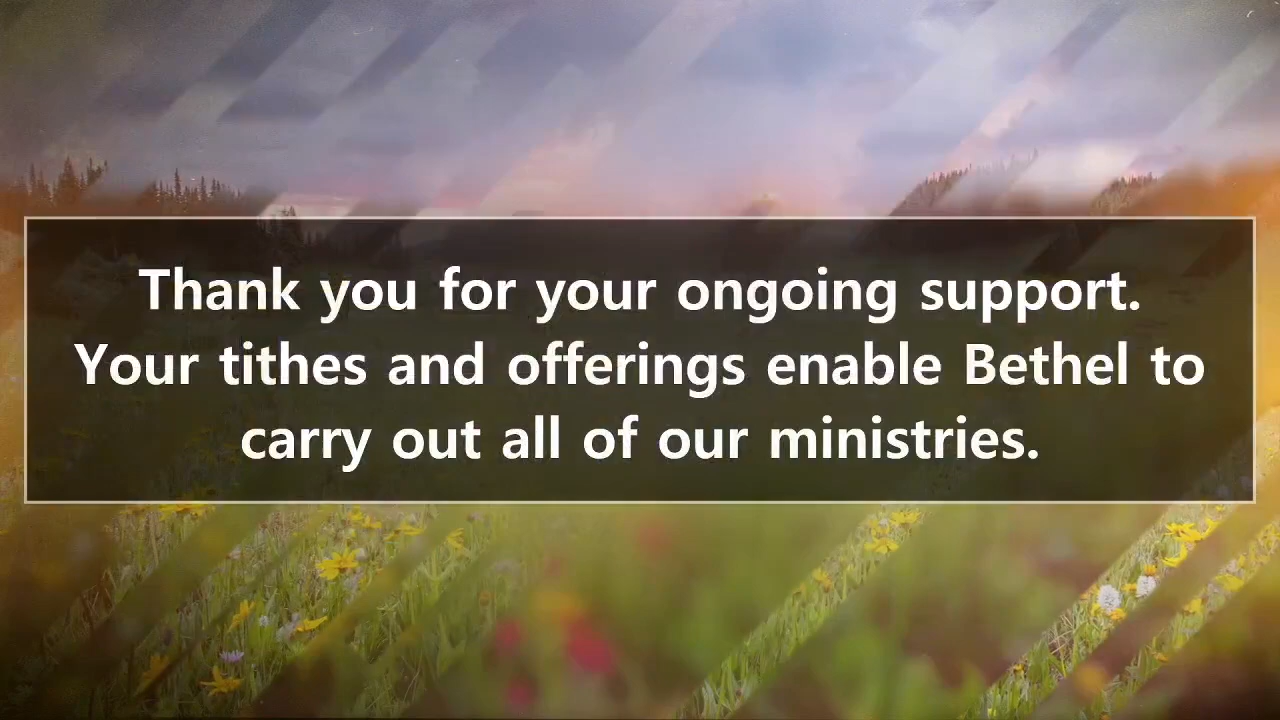 Thank you for your ongoing support.
Your tithes and offerings enable Bethel to
carry out all of our ministries.